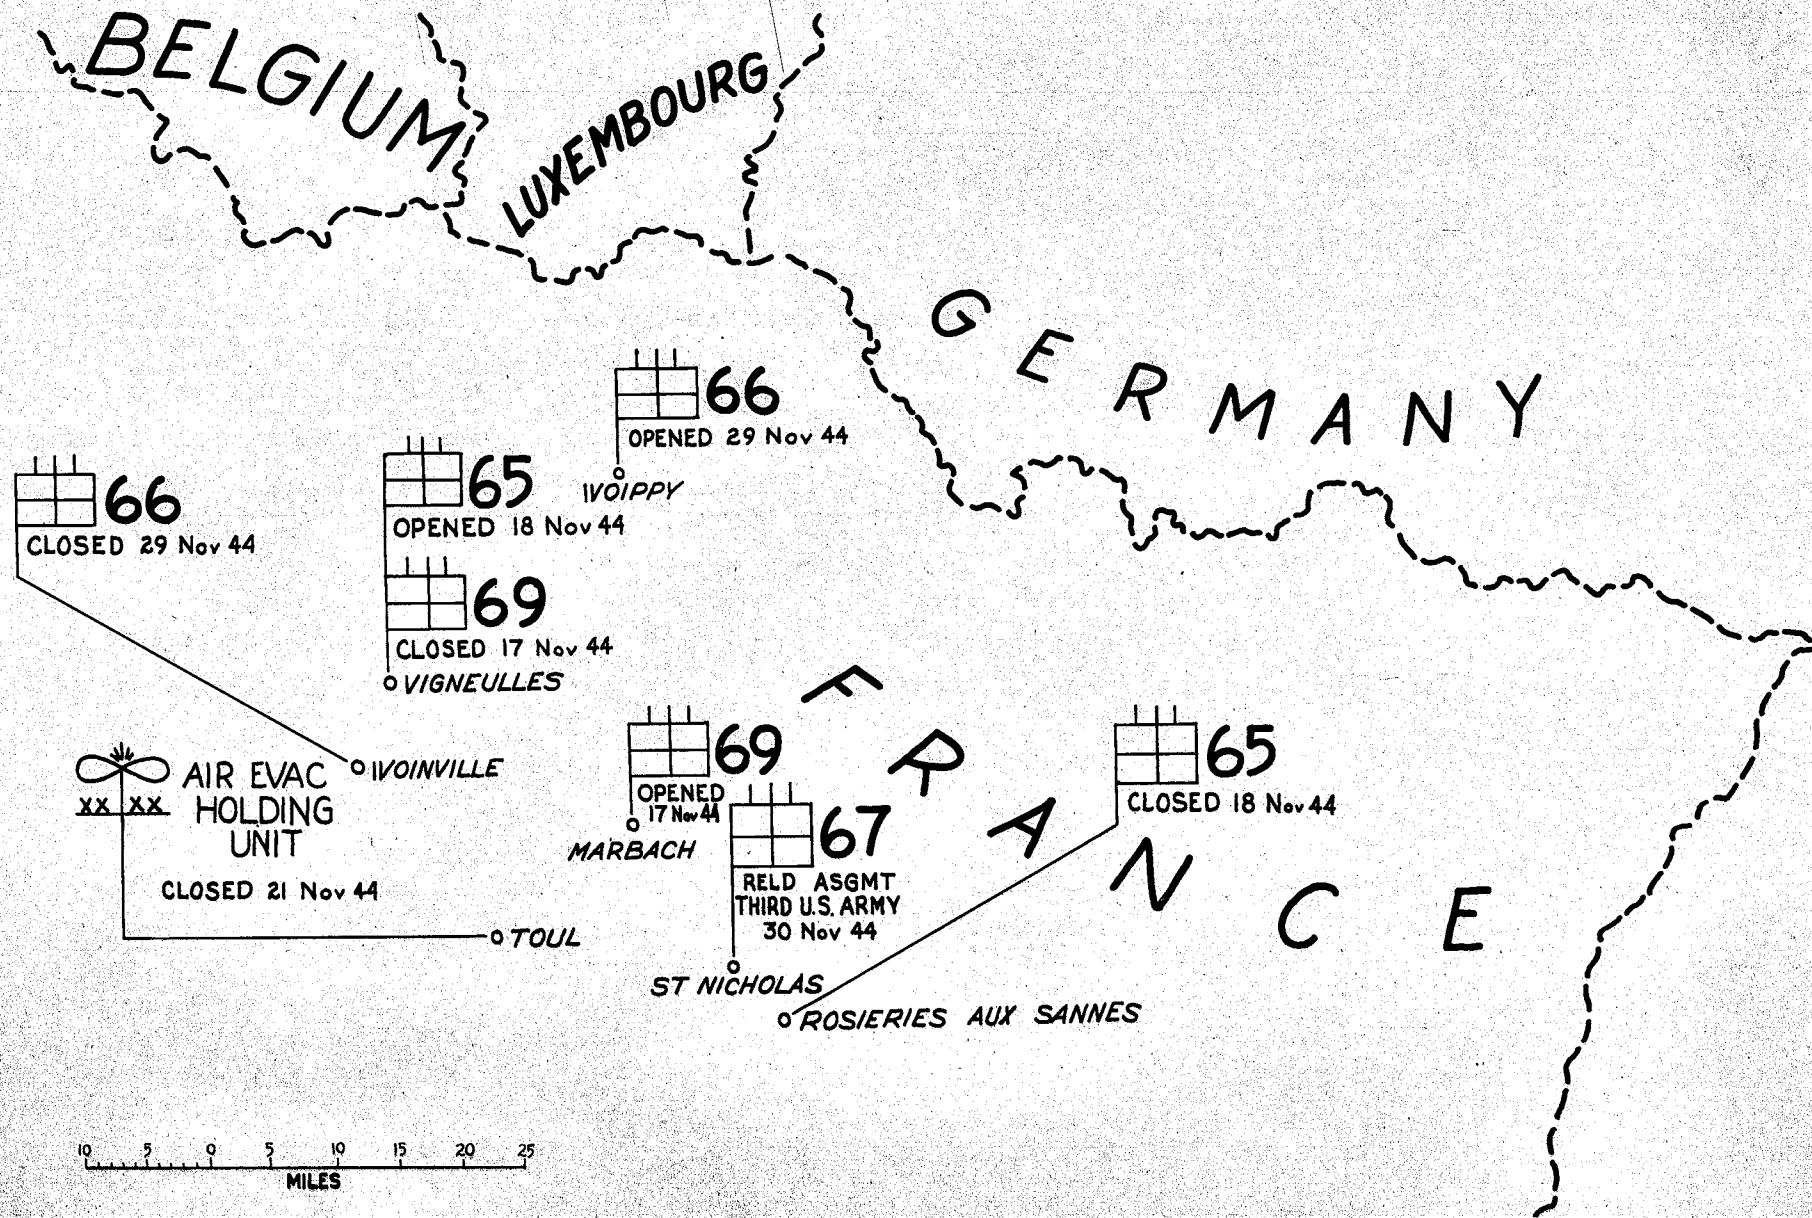 BELGIUM
LUXEMBOURG
GERMANY
66
OPENED 29 Nov 44
WOIPPY
66
CLOSED 29 Nov 44
65
OPENED 18 Nov 44
69
CLOSED 17 Nov 44
VIGNEULLES
WOINVILLE
AIR EVAC
HOLDING
UNIT
XX XX
CLOSED 21 Nov 44
TOUL
FRANCE
69
OPENED
17 Nov 44
MARBACH
67
RELD ASGMT
THIRD U.S. ARMY
30 Nov 44
ST NICHOLAS
65
CLOSED 18 Nov 44
ROSIERIES AUX SANNES
10 5 0 5 10 15 20 25
MILES